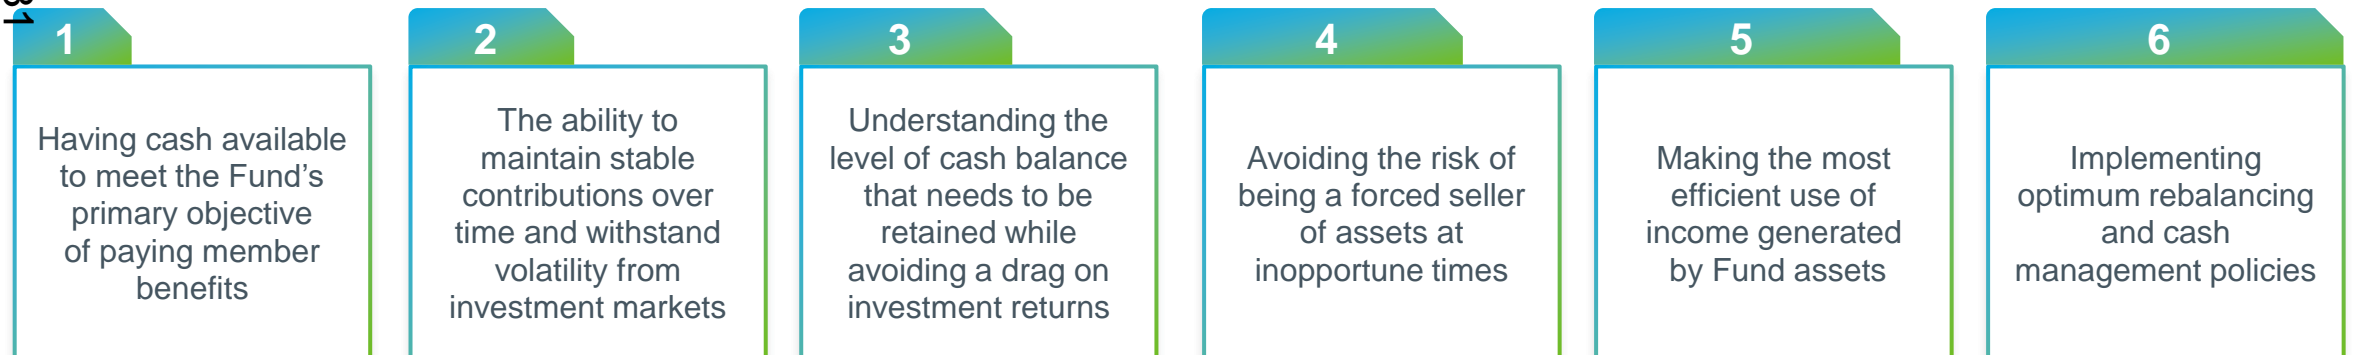 1
Having cash available
to meet the Fund's
primary objective
of paying member
benefits
2
The ability to
maintain stable
contributions over
time and withstand
volatility from
investment markets
3
Understanding the
level of cash balance
that needs to be
retained while
avoiding a drag on
investment returns
4
Avoiding the risk of
being a forced seller
of assets at
inopportune times
5
Making the most
efficient use of
income generated
by Fund assets
6
Implementing
optimum rebalancing
and cash
management policies